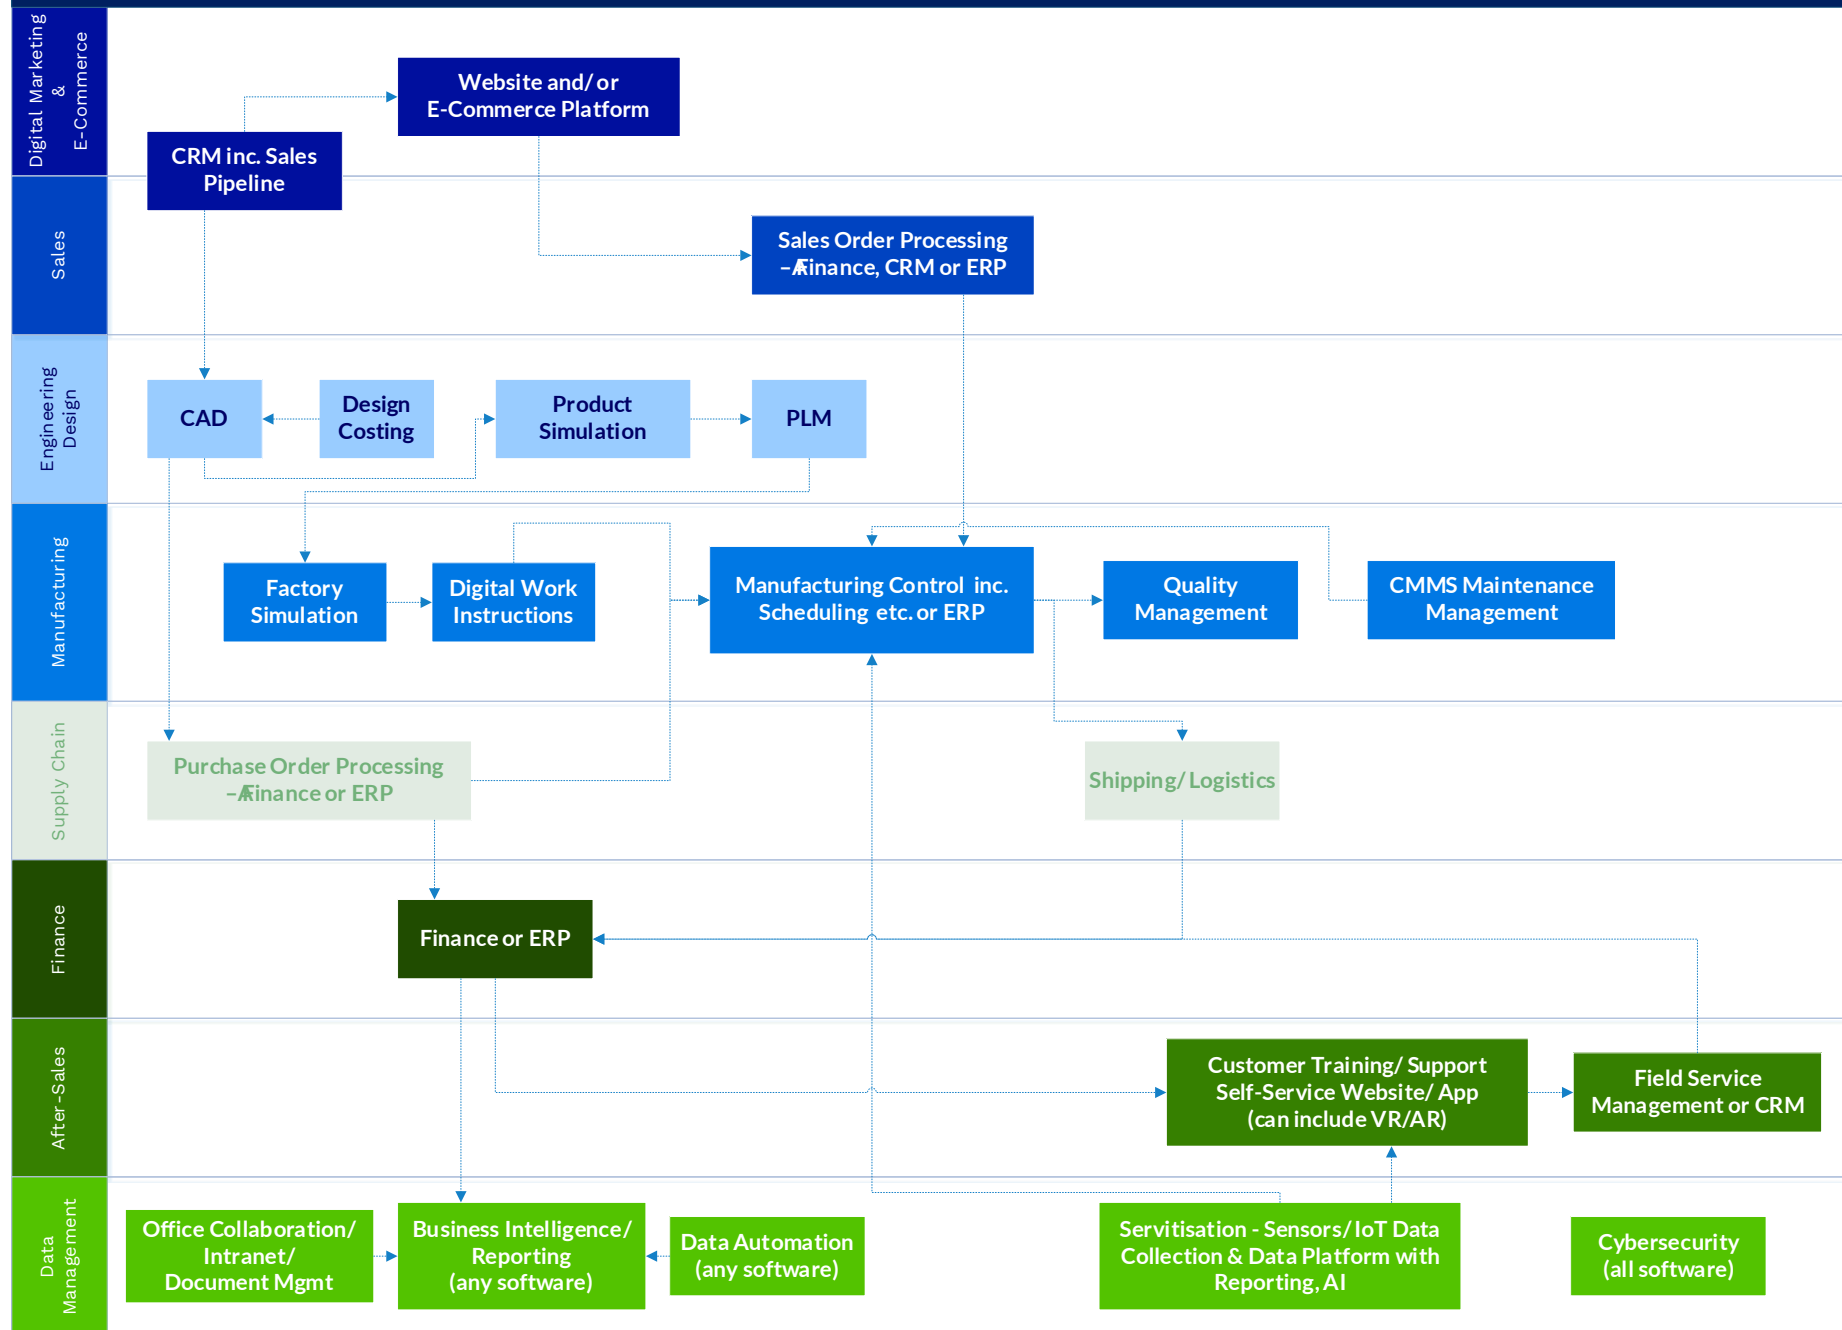 Digital Marketing
&
E-Commerce
Website and/ or
E-Commerce Platform
CRM inc. Sales
Pipeline
Sales
Sales Order Processing
Finance, CRM or ERP
Engineering
Design
CAD
Design
Costing
Product
Simulation
PLM
Manufacturing
Factory
Simulation
Digital Work
Instructions
Manufacturing Control inc.
Scheduling etc. or ERP
Quality
Management
CMMS Maintenance
Management
Supply Chain
Purchase Order Processing
Finance or ERP
Shipping/ Logistics
Finance
Finance or ERP
After-Sales
Customer Training/ Support
Self-Service Website/ App
(can include VR/AR)
Field Service
Management or CRM
Data
Management
Office Collaboration/
Intranet/
Document Mgmt
Business Intelligence/
Reporting
(any software)
Data Automation
(any software)
Servitisation - Sensors/ IoT Data
Collection & Data Platform with
Reporting, AI
Cybersecurity
(all software)